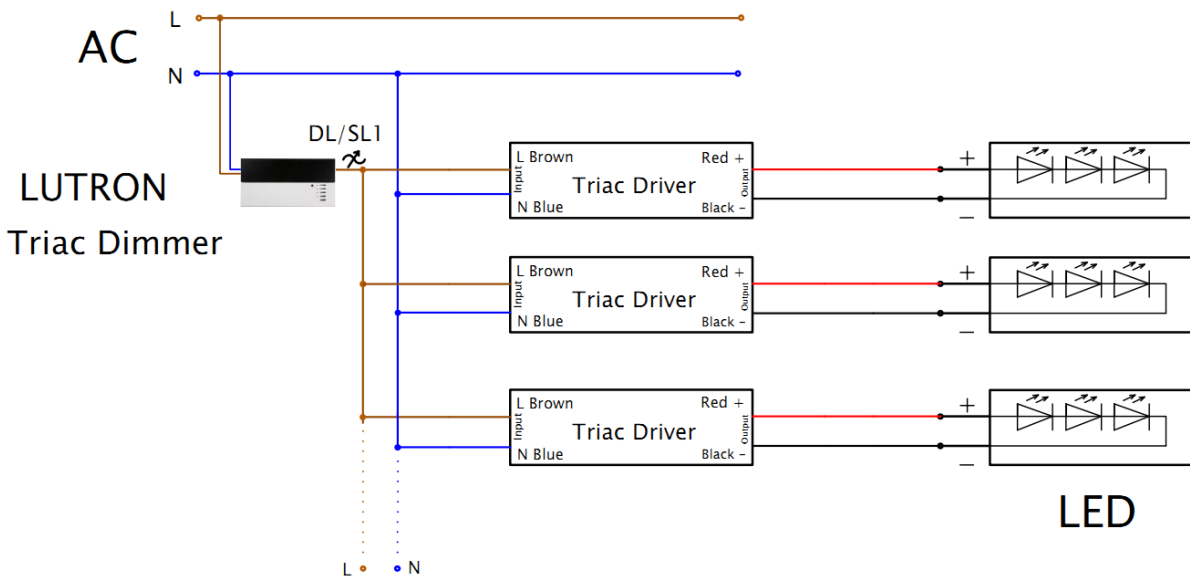 L
AC
N
DL/SL1
LUTRON
Triac Dimmer
L Brown
Red +
Input
Triac Driver
Output
N Blue
Black -
+
-
L Brown
Red +
Input
Triac Driver
Output
N Blue
Black -
+
-
L Brown
Red +
Input
Triac Driver
Output
N Blue
Black -
+
-
LED
L
N